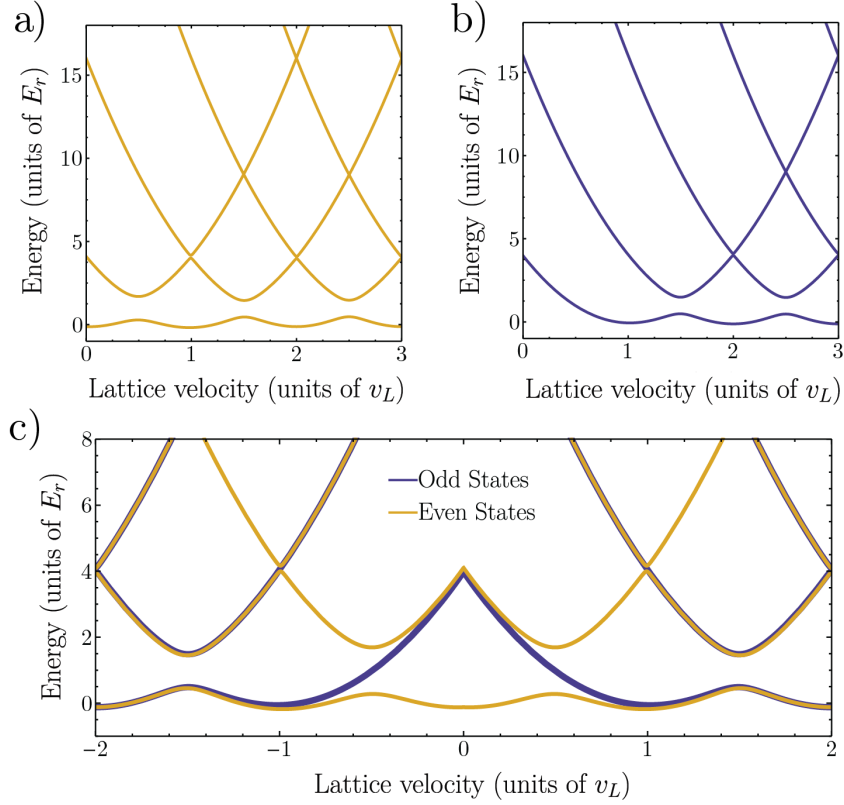 a)
Energy (units of E_r)
15
10
5
0
0 1 2 3
Lattice velocity (units of v_L)
b)
Energy (units of E_r)
15
10
5
0
0 1 2 3
Lattice velocity (units of v_L)
c)
Energy (units of E_r)
8
6
4
2
0
Odd States
Even States
−2 −1 0 1 2
Lattice velocity (units of v_L)